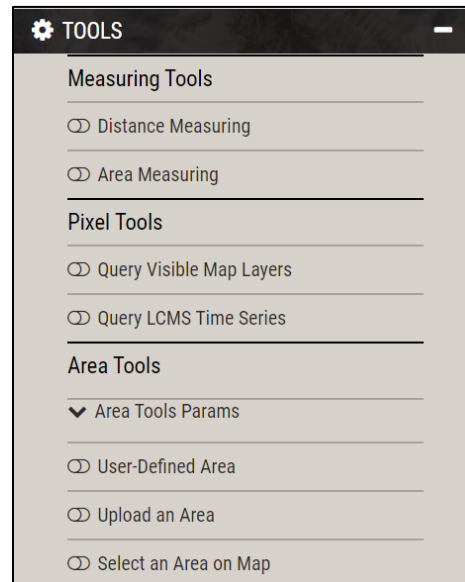 TOOLS
Measuring Tools
Distance Measuring
Area Measuring
Pixel Tools
Query Visible Map Layers
Query LCMS Time Series
Area Tools
Area Tools Params
User-Defined Area
Upload an Area
Select an Area on Map